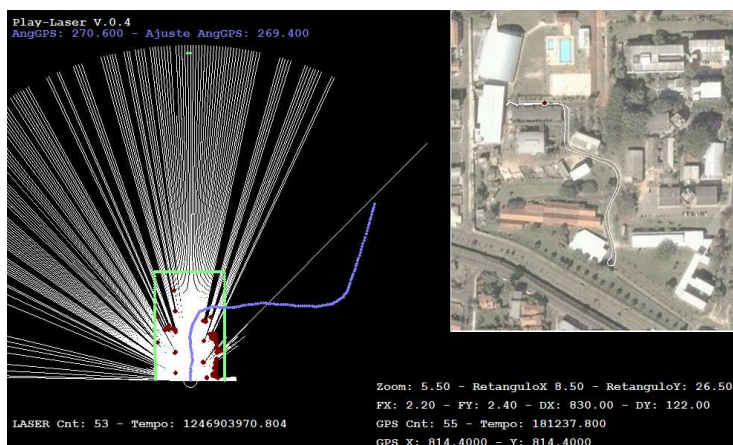 Play-Laser V.0.4
AngGPS: 270.600 - Ajuste AngGPS: 269.400
Zoom: 5.50 - RetanguloX 8.50 - RetanguloY: 26.50
FX: 2.20 - FY: 2.40 - DX: 830.00 - DY: 122.00
LASER Cnt: 53 - Tempo: 1246903970.804
GPS Cnt: 55 - Tempo: 181237.800
GPS X: 814.4000 - Y: 814.4000